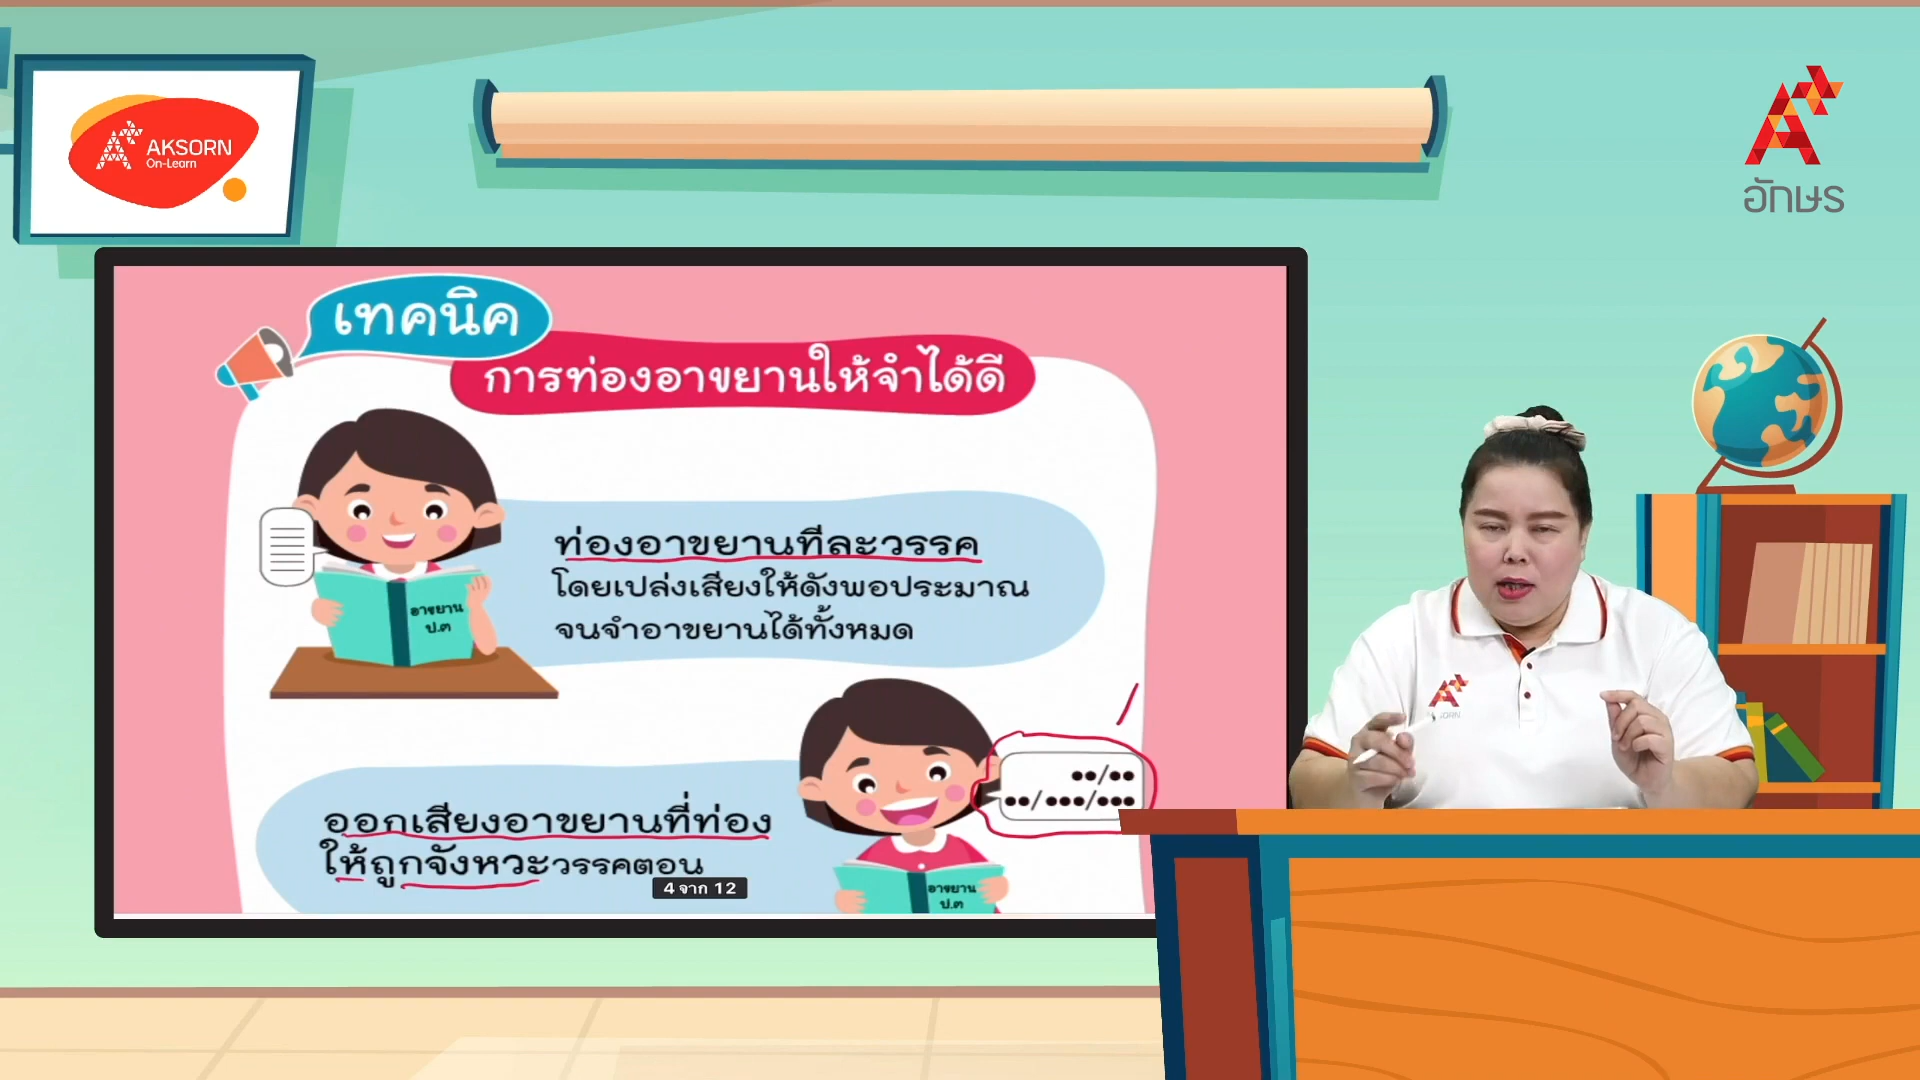 AKSORN
On-Learn
อักษร
เทคนิค
การท่องอาขยานให้จำได้ดี
ท่องอาขยานทีละวรรค
โดยเปล่งเสียงให้ดังพอประมาณ
จนจำอาขยานได้ทั้งหมด
อาขยาน
ป.๓
ออกเสียงอาขยานที่ท่อง
ให้ถูกจังหวะวรรคตอน
4 จาก 12
อาขยาน
ป.๓